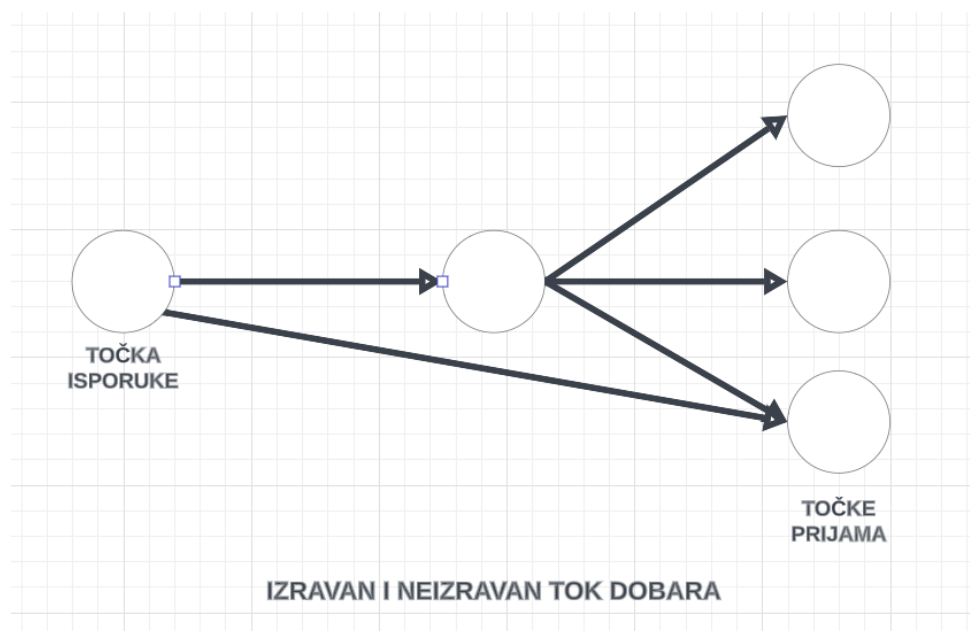 TOČKA
ISPORUKE
TOČKE
PRIJAMA
IZRAVAN I NEIZRAVAN TOK DOBARA